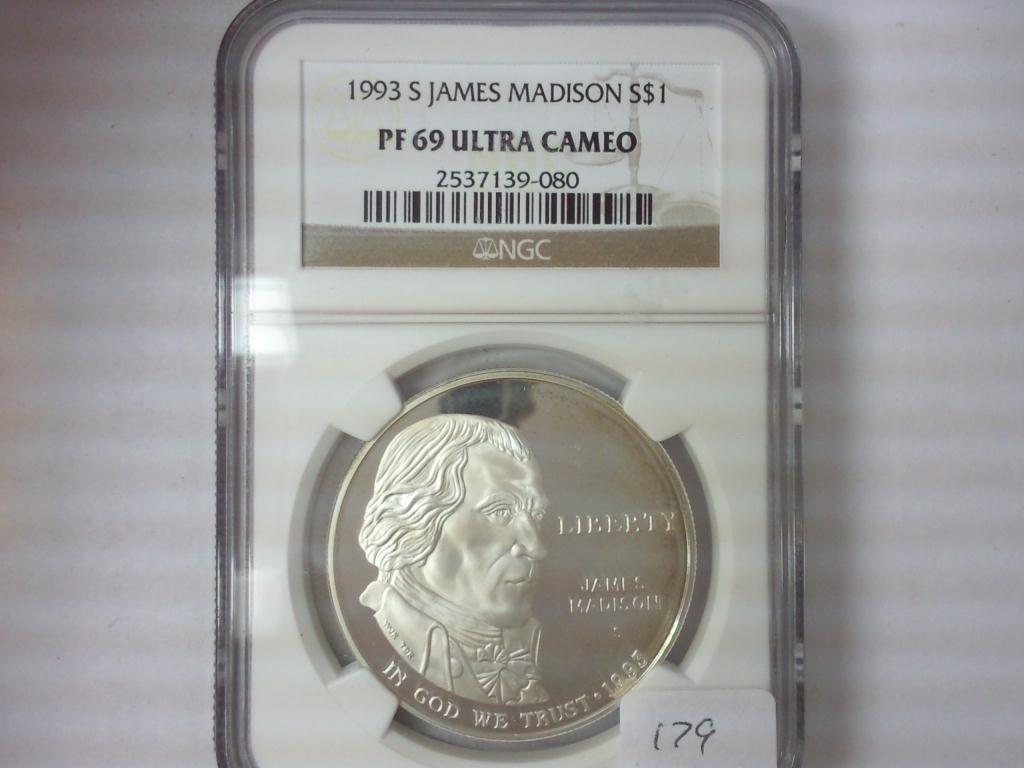 1993 S JAMES MADISON S$1
PF 69 ULTRA CAMEO
2537139-080
NGC
LIBERTY
JAMES
MADISON
S
IN GOD WE TRUST · 1993
179